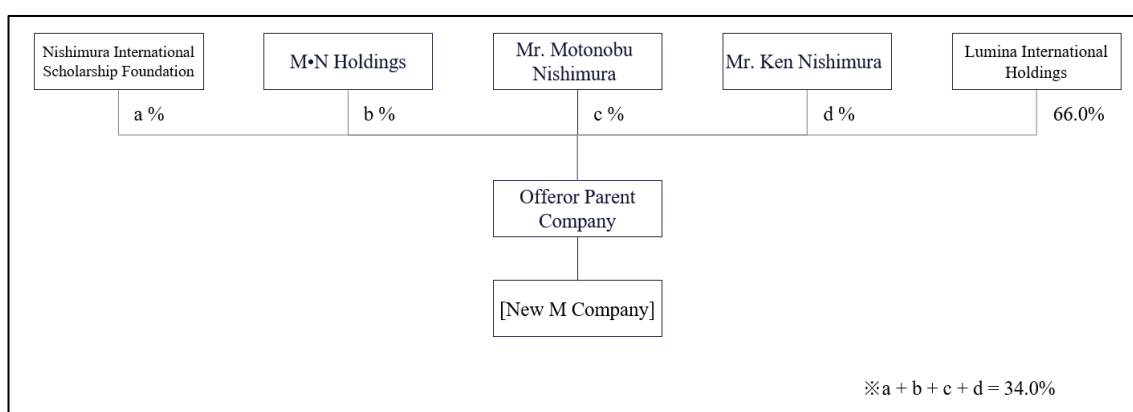 Nishimura International
Scholarship Foundation
M•N Holdings
Mr. Motonobu
Nishimura
Mr. Ken Nishimura
Lumina International
Holdings
a %
b %
c %
d %
66.0%
Offeror Parent
Company
[New M Company]
※a + b + c + d = 34.0%